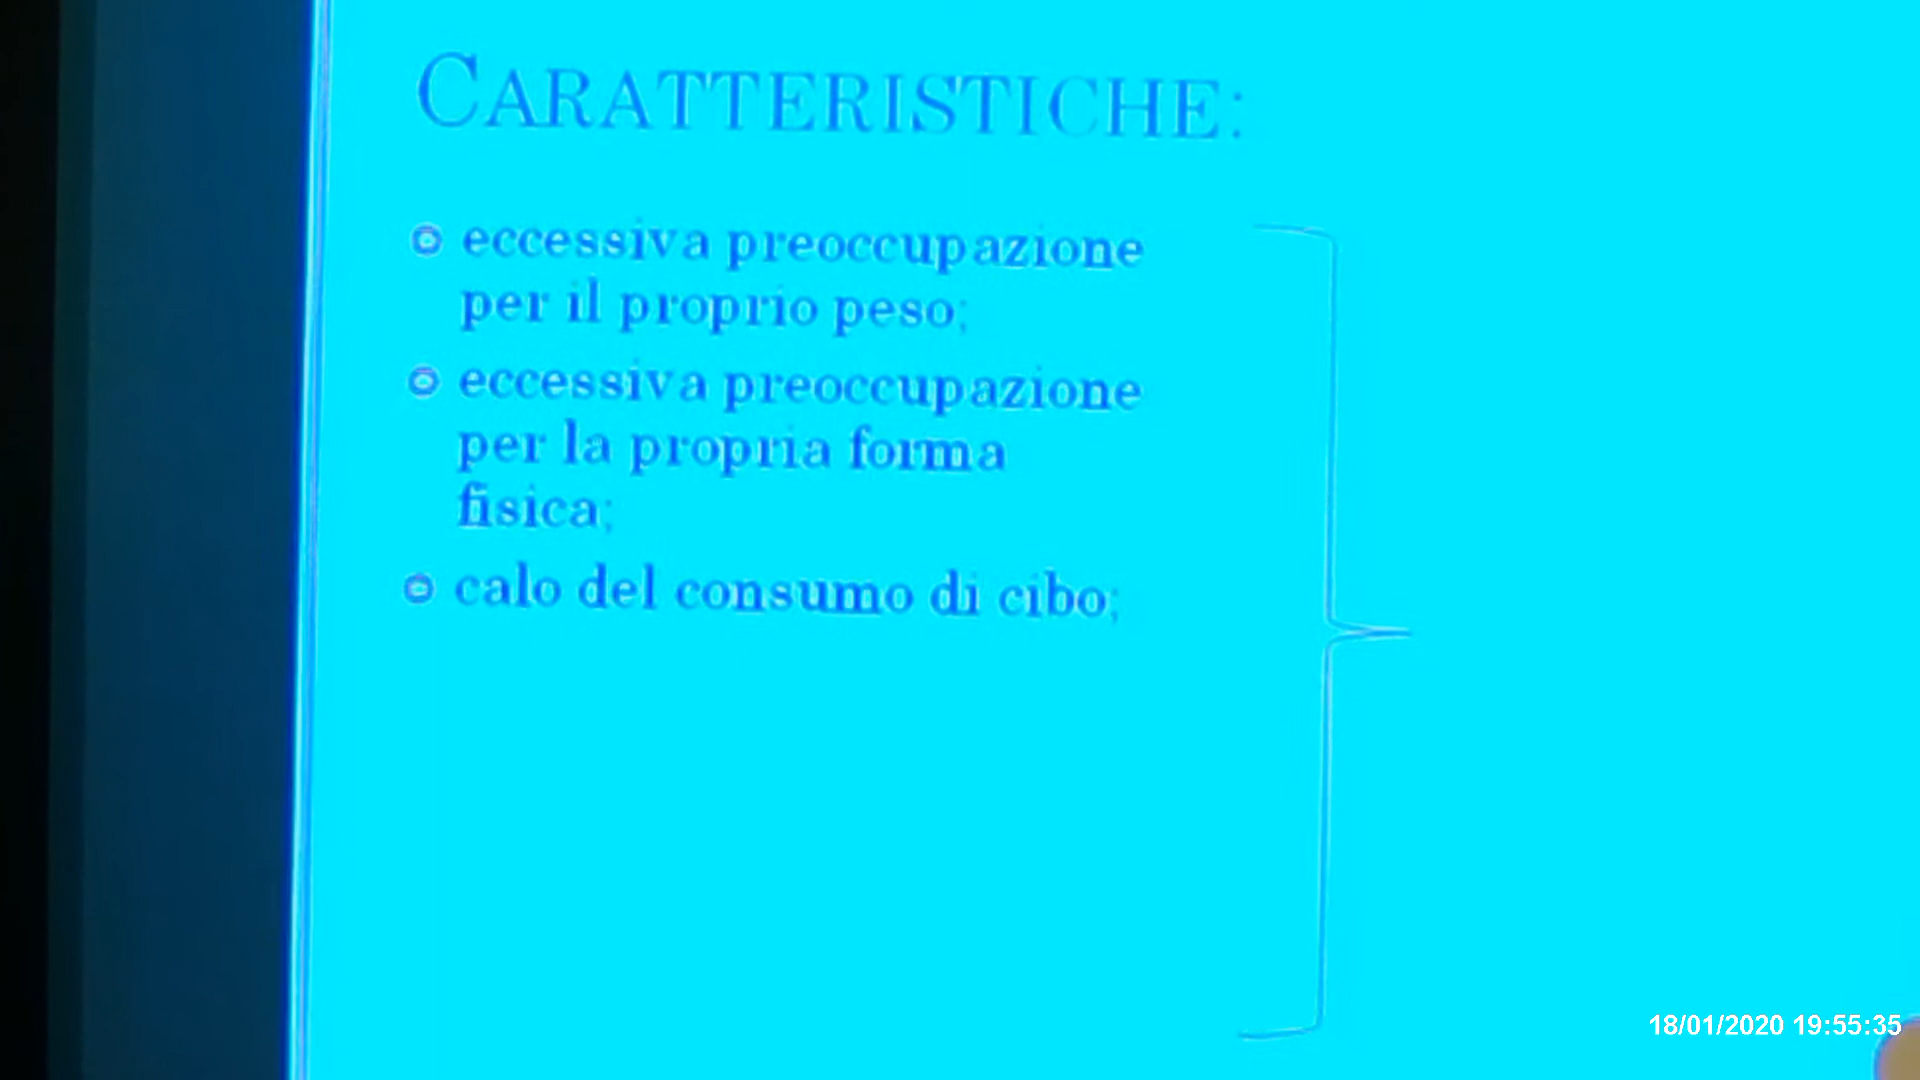 CARATTERISTICHE:
eccessiva preoccupazione
per il proprio peso;
eccessiva preoccupazione
per la propria forma
fisica;
calo del consumo di cibo;
18/01/2020 19:55:35